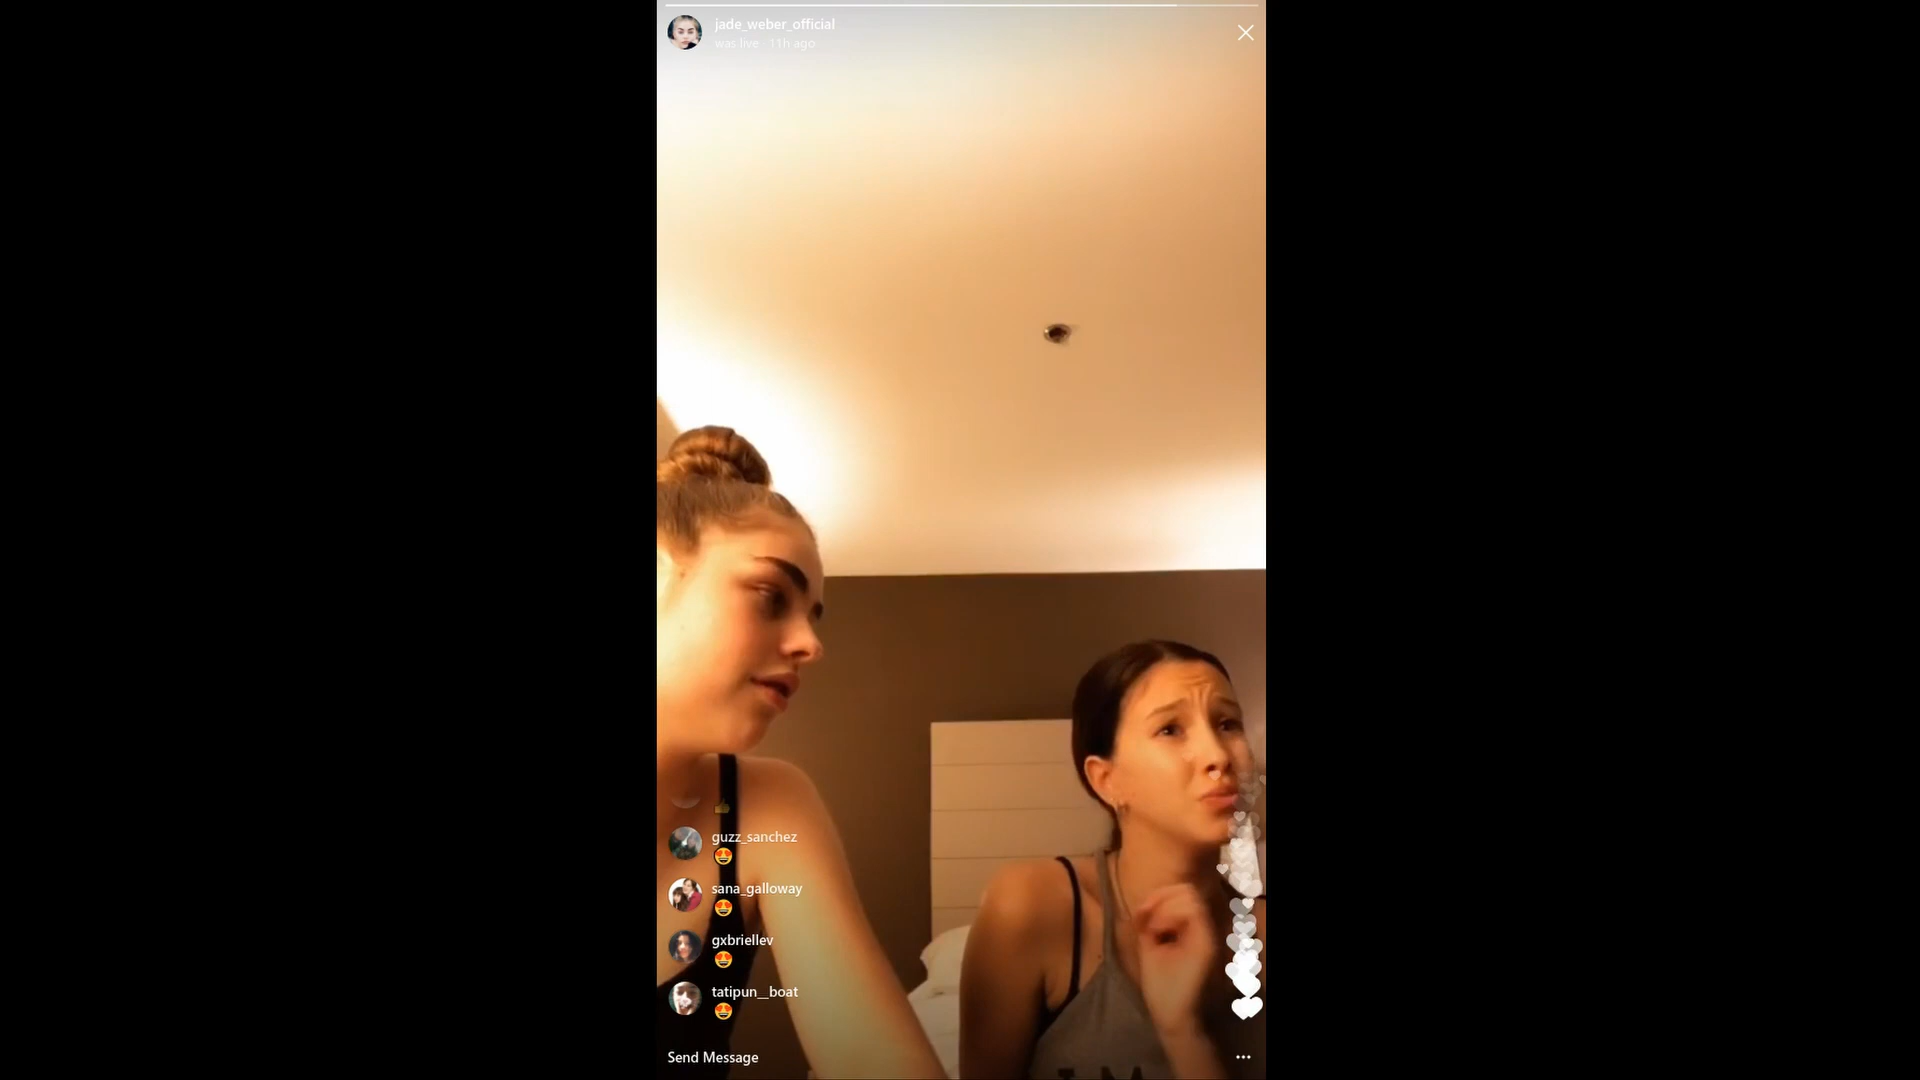 jade_weber_official
was live · 11h ago
guzz_sanchez
sana_galloway
gxbriellev
tatipun__boat
Send Message